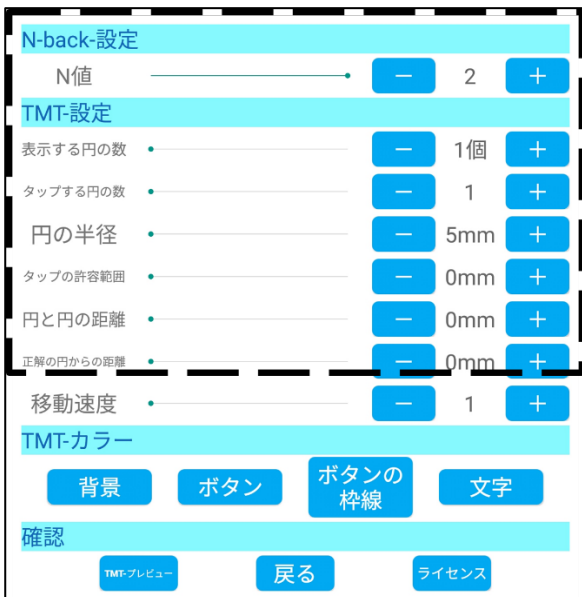 N-back-設定
N値 － 2 ＋
TMT-設定
表示する円の数 － 1個 ＋
タップする円の数 － 1 ＋
円の半径 － 5mm ＋
タップの許容範囲 － 0mm ＋
円と円の距離 － 0mm ＋
正解の円からの距離 － 0mm ＋
移動速度 － 1 ＋
TMT-カラー
背景 ボタン ボタンの
枠線 文字
確認
TMT-プレビュー 戻る ライセンス